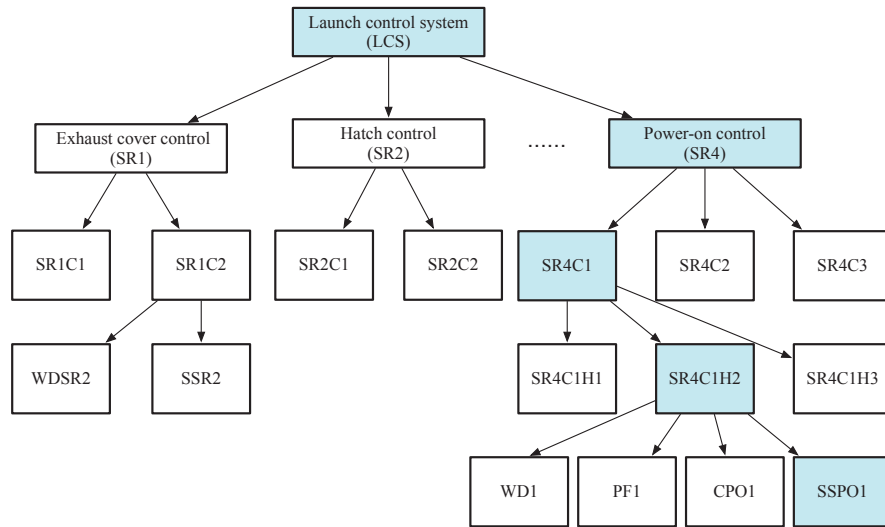 Launch control system
(LCS)
Exhaust cover control
(SR1)
Hatch control
(SR2)
......
Power-on control
(SR4)
SR1C1
SR1C2
SR2C1
SR2C2
SR4C1
SR4C2
SR4C3
WDSR2
SSR2
SR4C1H1
SR4C1H2
SR4C1H3
WD1
PF1
CPO1
SSPO1